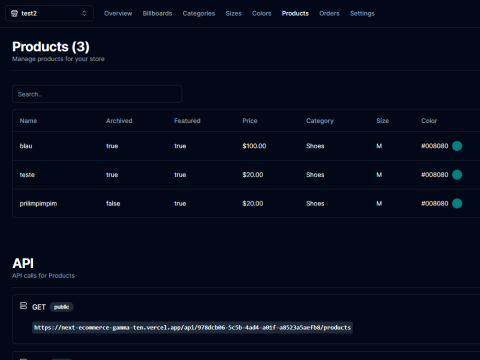 test2 Overview Billboards Categories Sizes Colors Products Orders Settings
Products (3)
Manage products for your store
Search..
Name Archived Featured Price Category Size Color
blau true true $100.00 Shoes M #008080
teste true true $20.00 Shoes M #008080
prilimpimpim false true $20.00 Shoes M #008080
API
API calls for Products
GET public
https://next-ecommerce-gamma-ten.vercel.app/api/978dcb06-5c5b-4ad4-a01f-a8523a5aefb8/products